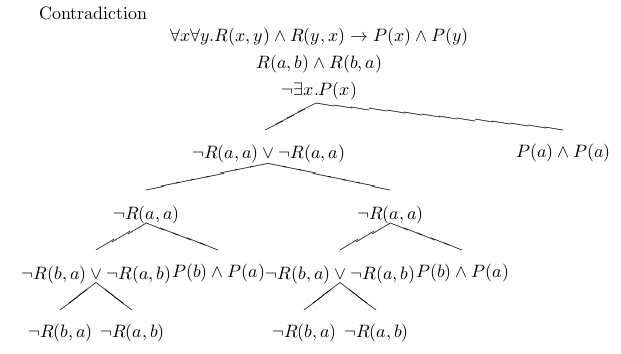 Contradiction
∀x∀y.R(x, y) ∧ R(y, x) → P(x) ∧ P(y)
R(a, b) ∧ R(b, a)
¬∃x.P(x)
¬R(a, a) ∨ ¬R(a, a) P(a) ∧ P(a)
¬R(a, a) ¬R(a, a)
¬R(b, a) ∨ ¬R(a, b) P(b) ∧ P(a) ¬R(b, a) ∨ ¬R(a, b) P(b) ∧ P(a)
¬R(b, a) ¬R(a, b) ¬R(b, a) ¬R(a, b)